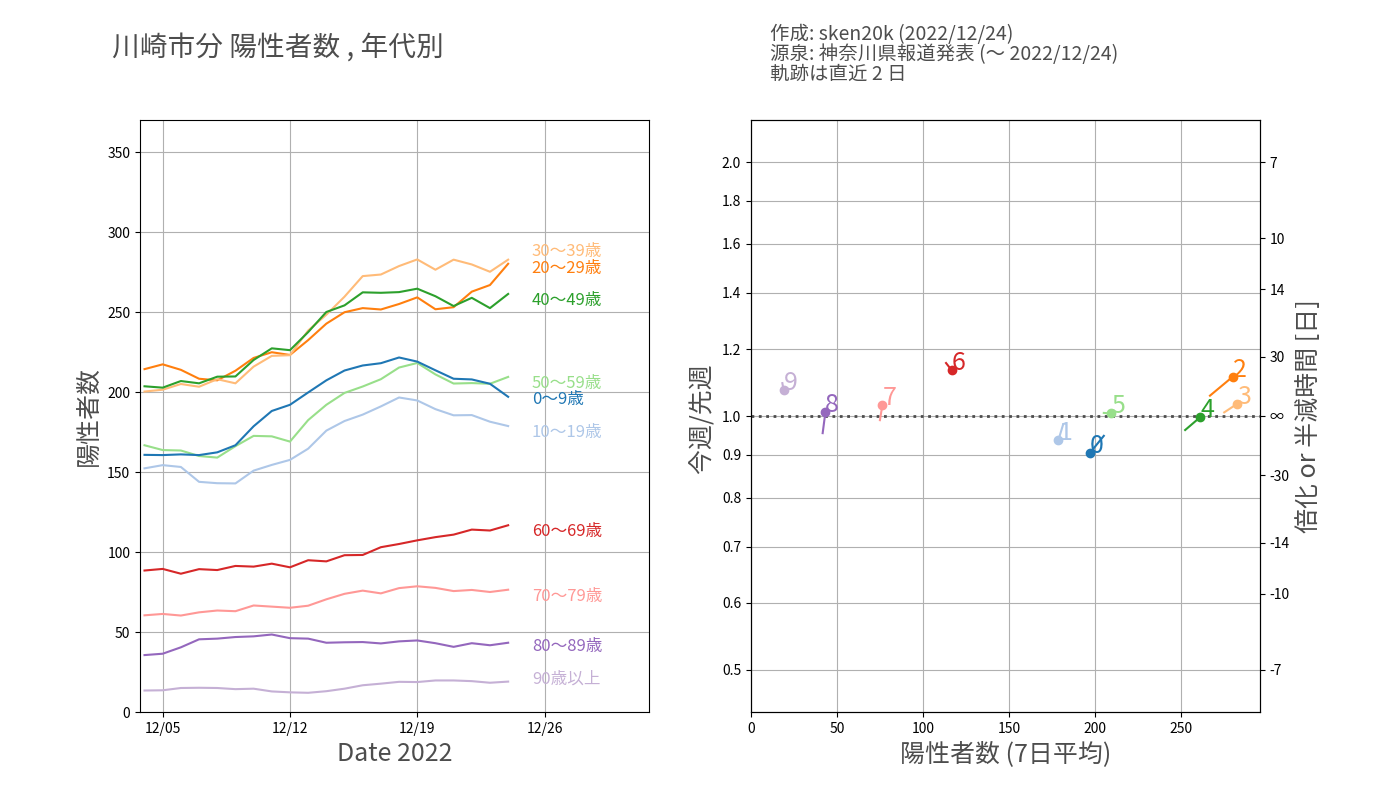 川崎市分 陽性者数 , 年代別
作成: sken20k (2022/12/24)
源泉: 神奈川県報道発表 (〜 2022/12/24)
軌跡は直近 2 日
陽性者数
350
300
250
200
150
100
50
0
12/05
12/12
12/19
12/26
Date 2022
30〜39歳
20〜29歳
40〜49歳
50〜59歳
0〜9歳
10〜19歳
60〜69歳
70〜79歳
80〜89歳
90歳以上
今週/先週
2.0
1.8
1.6
1.4
1.2
1.0
0.9
0.8
0.7
0.6
0.5
0
50
100
150
200
250
陽性者数 (7日平均)
9
8
7
6
5
4
3
2
1
0
7
10
14
30
∞
-30
-14
-10
-7
倍化 or 半減時間 [日]